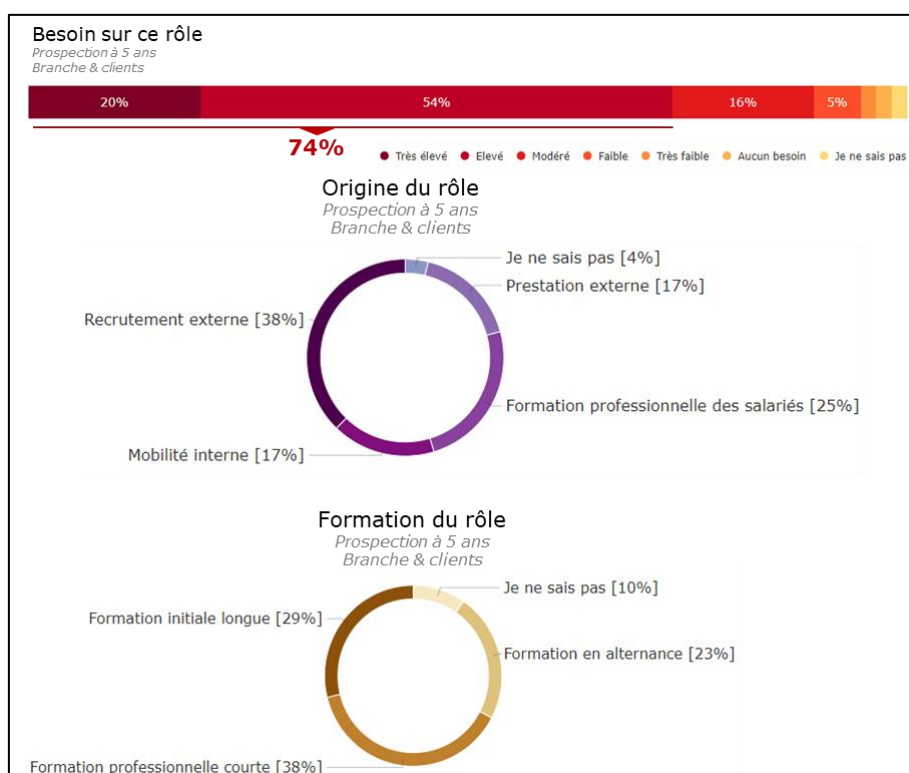 Besoin sur ce rôle
Prospection à 5 ans
Branche & clients
20% 54% 16% 5%
74%
Très élevé Elevé Modéré Faible Très faible Aucun besoin Je ne sais pas
Origine du rôle
Prospection à 5 ans
Branche & clients
Je ne sais pas [4%]
Prestation externe [17%]
Recrutement externe [38%]
Formation professionnelle des salariés [25%]
Mobilité interne [17%]
Formation du rôle
Prospection à 5 ans
Branche & clients
Je ne sais pas [10%]
Formation initiale longue [29%]
Formation en alternance [23%]
Formation professionnelle courte [38%]